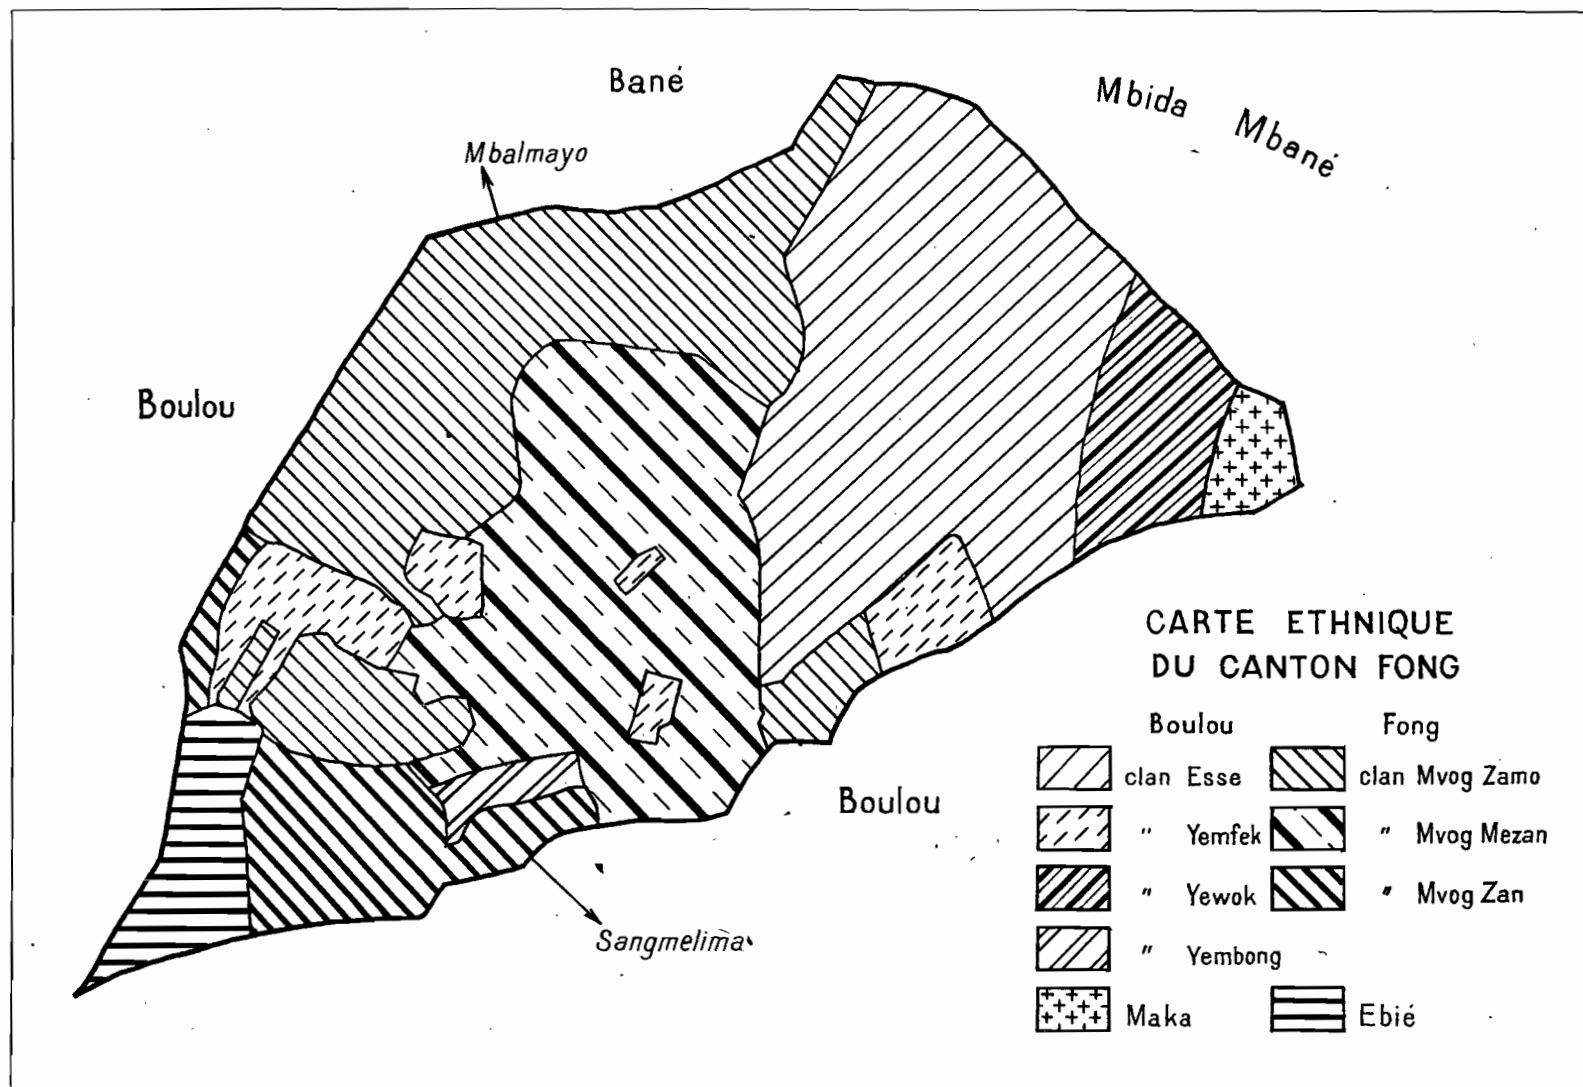 Bané
Mbida Mbané
Mbalmayo
Boulou
Boulou
Sangmelima
CARTE ETHNIQUE
DU CANTON FONG
Boulou Fong
clan Esse clan Mvog Zamo
" Yemfek " Mvog Mezan
" Yewok " Mvog Zan
" Yembong
Maka Ebié